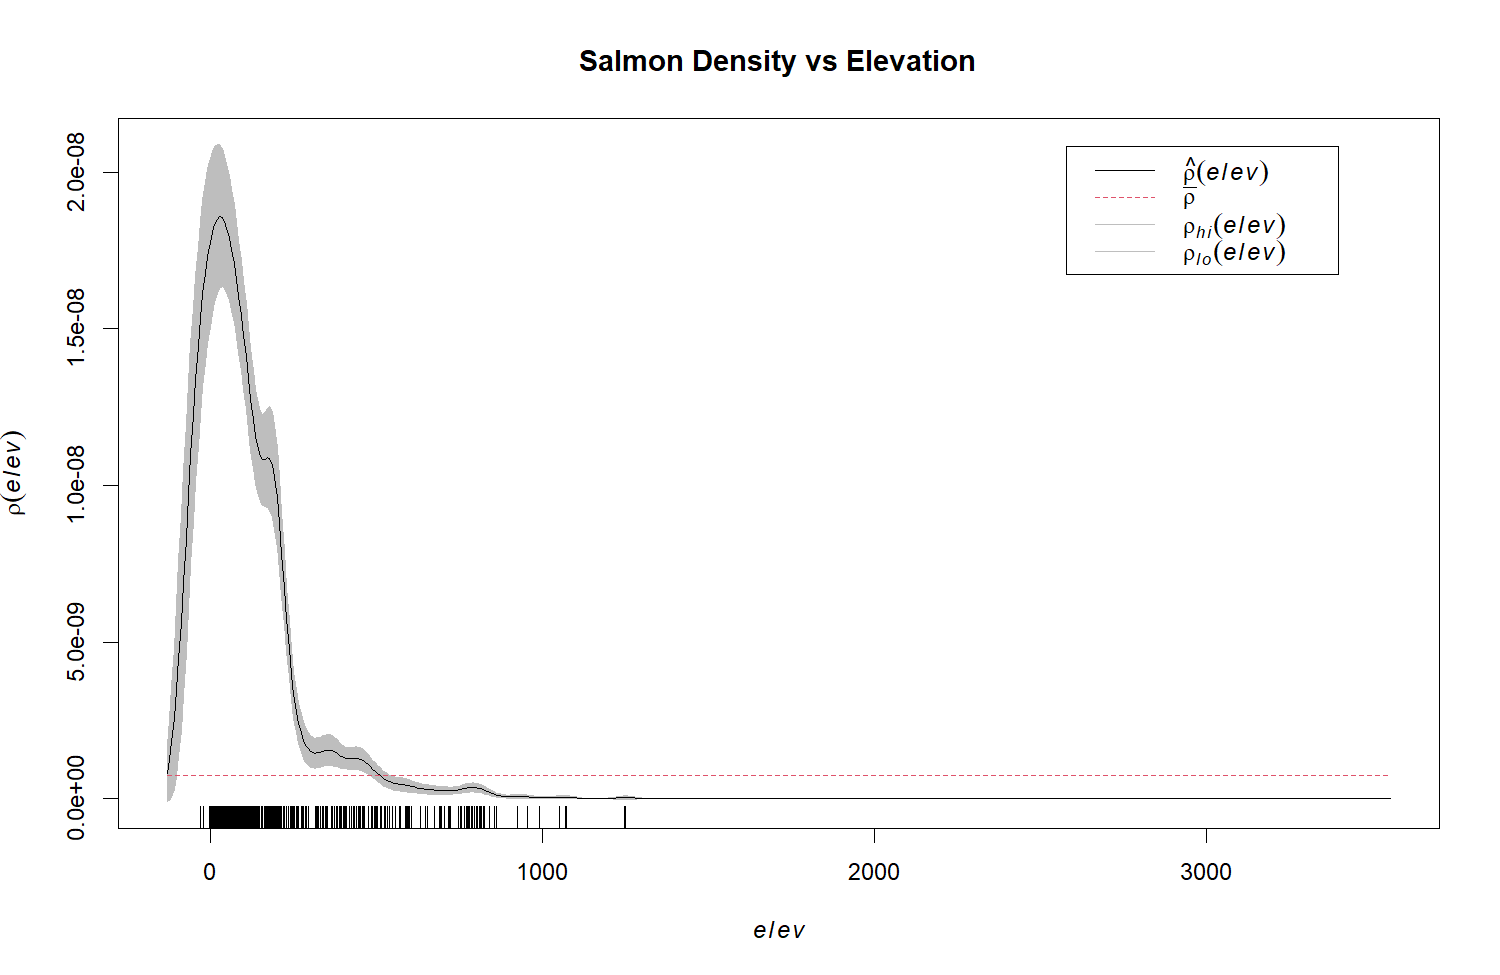 Salmon Density vs Elevation
ρ(elev)
2.0e-08
1.5e-08
1.0e-08
5.0e-09
0.0e+00
ρ̂(elev)
ρ̅
ρhi(elev)
ρlo(elev)
0 1000 2000 3000
elev